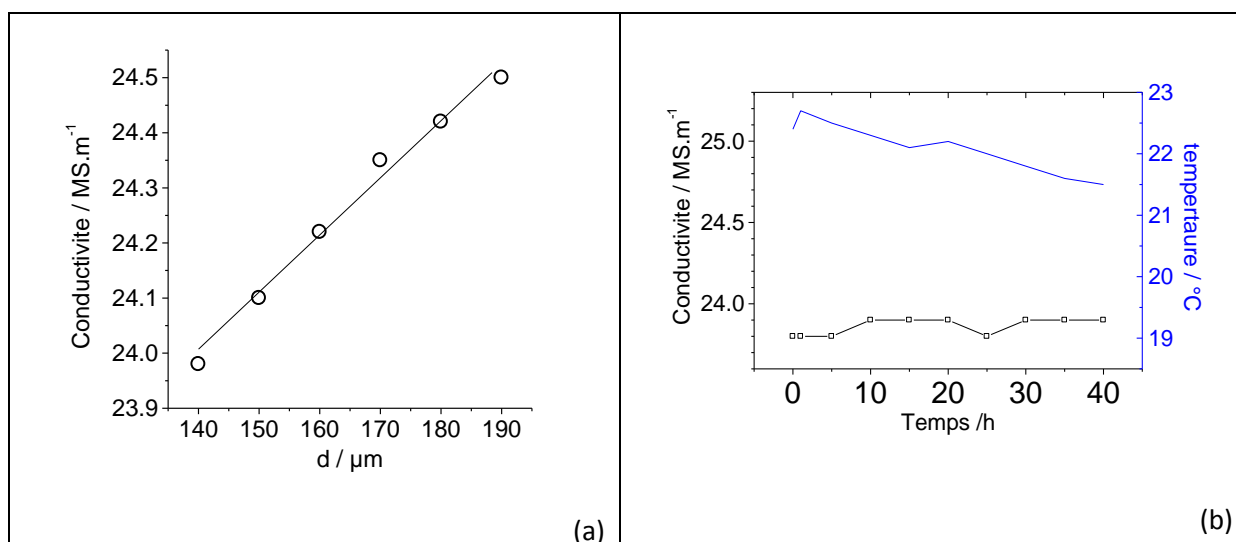 24.5
24.4
24.3
24.2
24.1
24.0
23.9
Conductivite / MS.m⁻¹
140 150 160 170 180 190
d / µm
(a)
25.0
24.5
24.0
Conductivite / MS.m⁻¹
23
22
21
20
19
tempertaure / °C
0 10 20 30 40
Temps /h
(b)